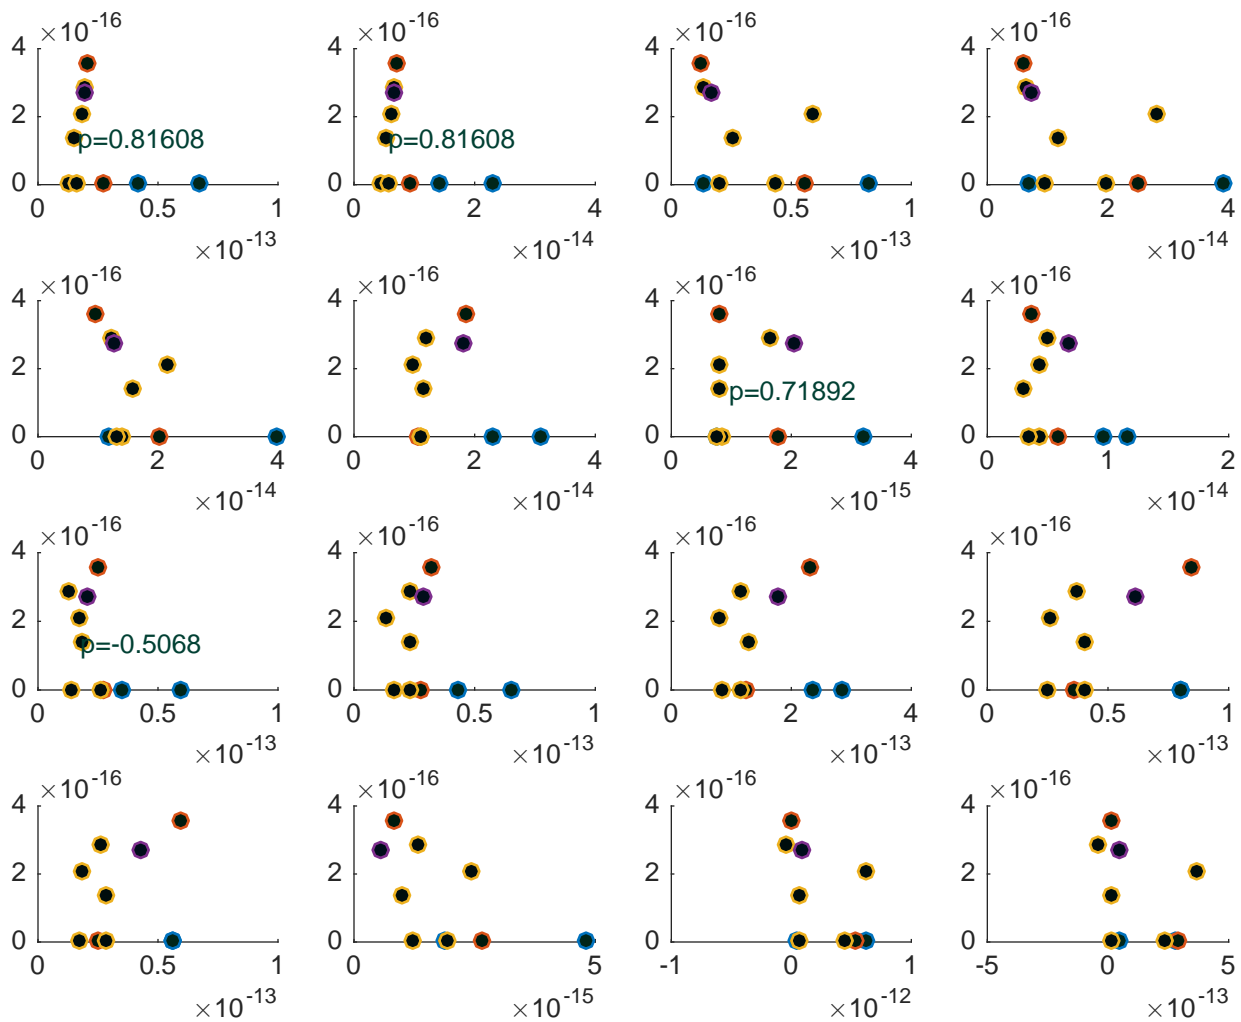 ×10-16 ×10-16 ×10-16 ×10-16
4 4 4 4
2 2 2 2
p=0.81608 p=0.81608
0 0 0 0
0 0.5 1 0 2 4 0 0.5 1 0 2 4
×10-13 ×10-14 ×10-13 ×10-14
×10-16 ×10-16 ×10-16 ×10-16
4 4 4 4
2 2 2 2
p=0.71892
0 0 0 0
0 2 4 0 2 4 0 2 4 0 1 2
×10-14 ×10-14 ×10-15 ×10-14
×10-16 ×10-16 ×10-16 ×10-16
4 4 4 4
2 2 2 2
p=-0.5068
0 0 0 0
0 0.5 1 0 0.5 1 0 2 4 0 0.5 1
×10-13 ×10-13 ×10-13 ×10-13
×10-16 ×10-16 ×10-16 ×10-16
4 4 4 4
2 2 2 2
0 0 0 0
0 0.5 1 0 5 -1 0 1 -5 0 5
×10-13 ×10-15 ×10-12 ×10-13